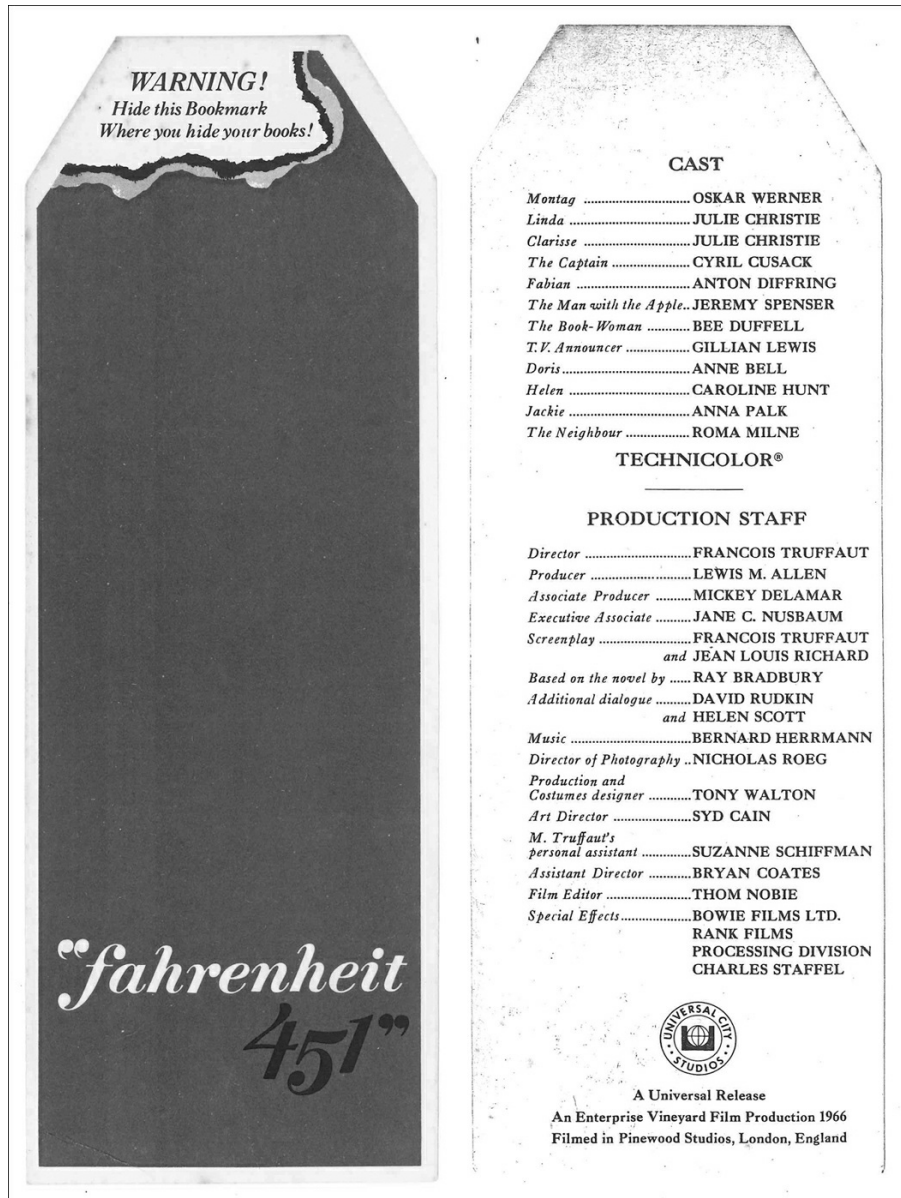 WARNING!
Hide this Bookmark
Where you hide your books!
"fahrenheit
451"
CAST
Montag .............................. OSKAR WERNER
Linda .................................... JULIE CHRISTIE
Clarisse .............................. JULIE CHRISTIE
The Captain ...................... CYRIL CUSACK
Fabian ................................ ANTON DIFFRING
The Man with the Apple.. JEREMY SPENSER
The Book-Woman ............ BEE DUFFELL
T.V. Announcer .................. GILLIAN LEWIS
Doris.................................... ANNE BELL
Helen .................................. CAROLINE HUNT
Jackie .................................. ANNA PALK
The Neighbour .................. ROMA MILNE
TECHNICOLOR®
PRODUCTION STAFF
Director .............................. FRANCOIS TRUFFAUT
Producer ............................ LEWIS M. ALLEN
Associate Producer .......... MICKEY DELAMAR
Executive Associate .......... JANE C. NUSBAUM
Screenplay .......................... FRANCOIS TRUFFAUT
and JEAN LOUIS RICHARD
Based on the novel by ...... RAY BRADBURY
Additional dialogue .......... DAVID RUDKIN
and HELEN SCOTT
Music .................................. BERNARD HERRMANN
Director of Photography .. NICHOLAS ROEG
Production and
Costumes designer ............ TONY WALTON
Art Director ...................... SYD CAIN
M. Truffaut's
personal assistant .............. SUZANNE SCHIFFMAN
Assistant Director ............ BRYAN COATES
Film Editor ........................ THOM NOBIE
Special Effects.................... BOWIE FILMS LTD.
RANK FILMS
PROCESSING DIVISION
CHARLES STAFFEL
UNIVERSAL CITY
STUDIOS
A Universal Release
An Enterprise Vineyard Film Production 1966
Filmed in Pinewood Studios, London, England